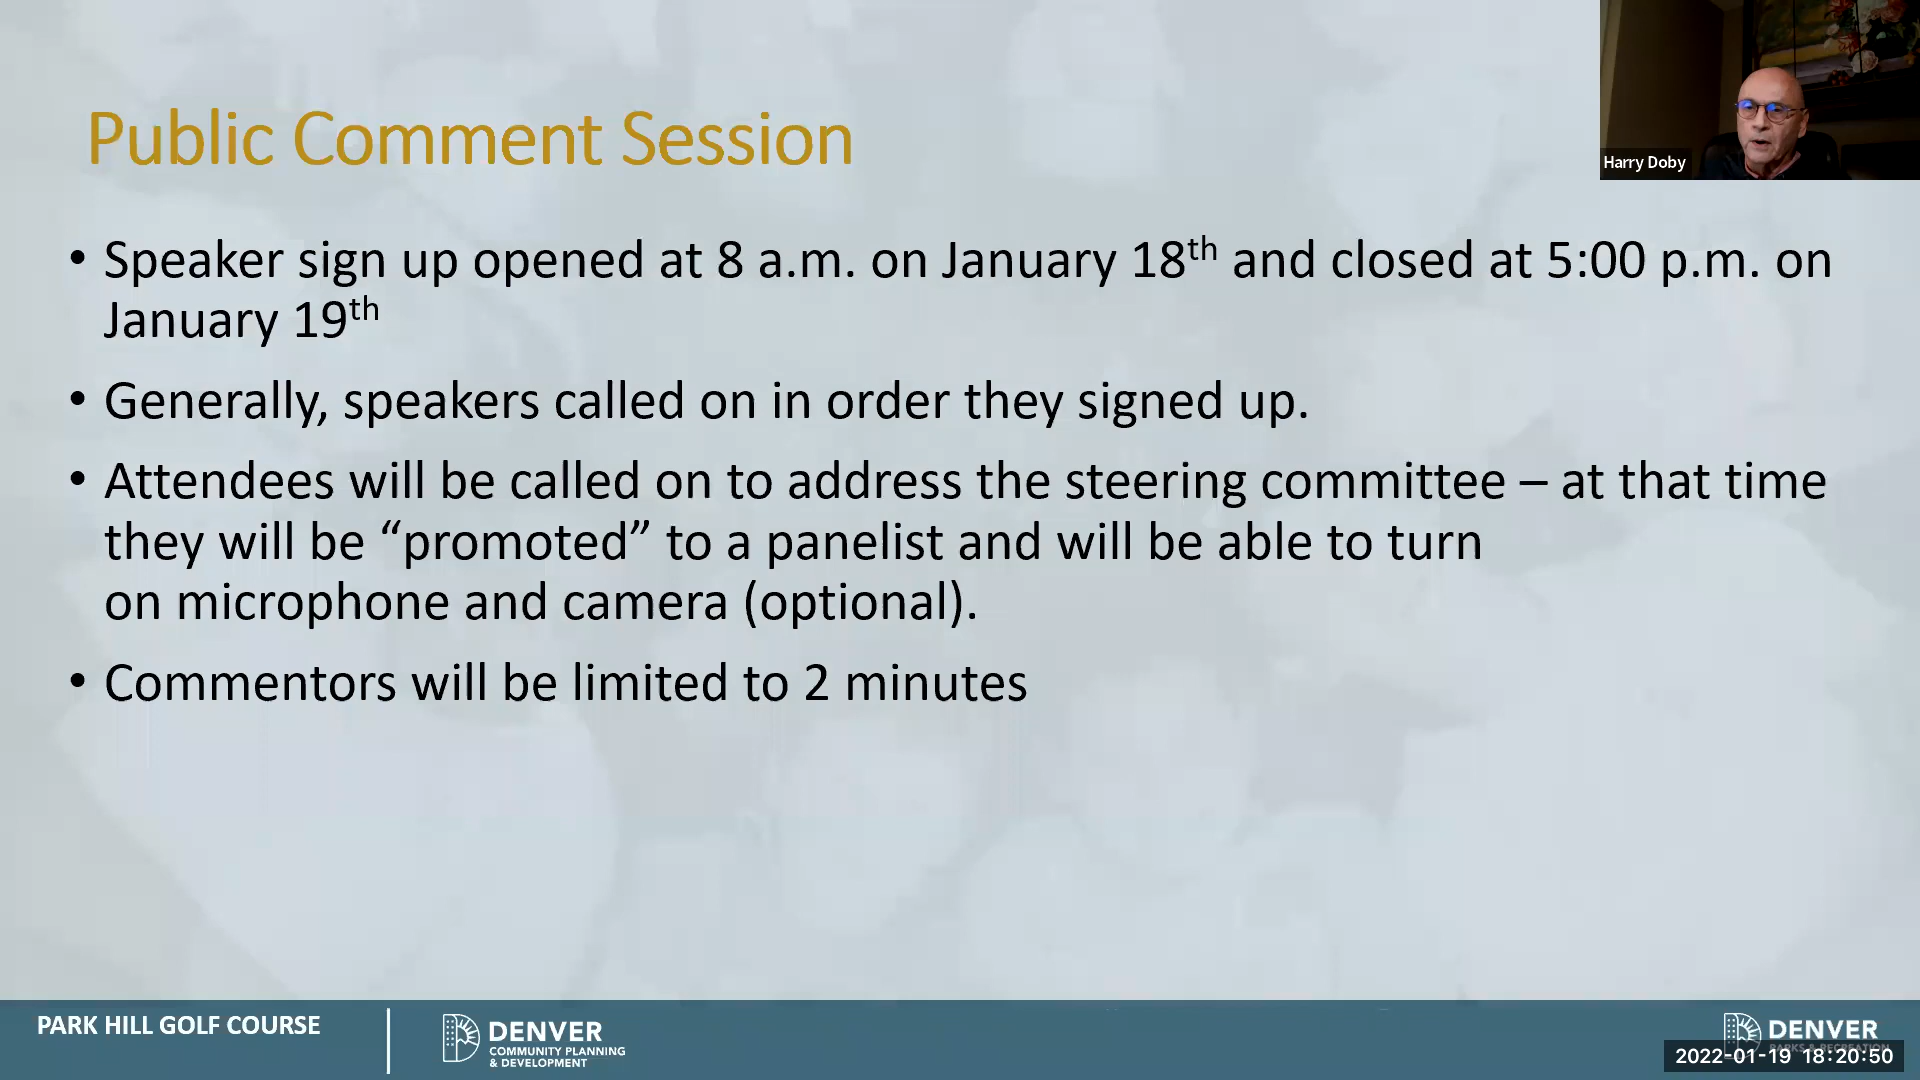 Public Comment Session
Harry Doby
• Speaker sign up opened at 8 a.m. on January 18th and closed at 5:00 p.m. on
January 19th
• Generally, speakers called on in order they signed up.
• Attendees will be called on to address the steering committee – at that time
they will be “promoted” to a panelist and will be able to turn
on microphone and camera (optional).
• Commentors will be limited to 2 minutes
PARK HILL GOLF COURSE
DENVER
COMMUNITY PLANNING
& DEVELOPMENT
DENVER
PARKS & RECREATION
2022-01-19 18:20:50